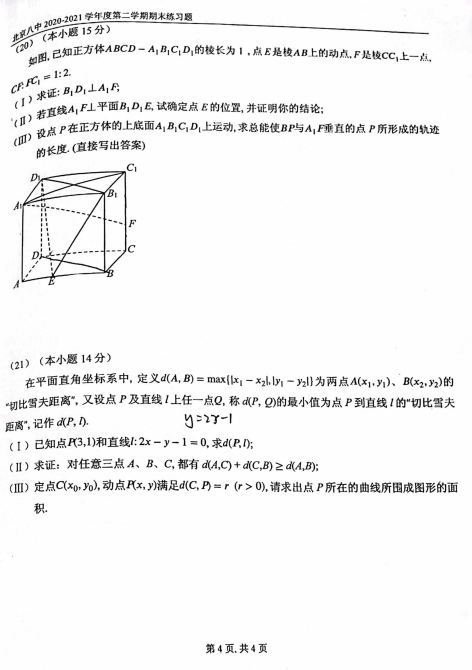 北京八中 2020-2021 学年度第二学期期末练习题
(20) (本小题 15 分)
如图, 已知正方体ABCD − A₁B₁C₁D₁的棱长为 1 , 点 E 是棱AB上的动点, F 是棱CC₁上一点,
CF:FC₁ = 1:2.
(Ⅰ) 求证: B₁D₁⊥A₁F;
(Ⅱ) 若直线A₁F⊥平面B₁D₁E, 试确定点 E 的位置, 并证明你的结论;
(Ⅲ) 设点 P 在正方体的上底面A₁B₁C₁D₁上运动, 求总能使BP与A₁F垂直的点 P 所形成的轨迹
的长度. (直接写出答案)
D₁
C₁
A₁
B₁
F
D
C
A
E
B
(21) (本小题 14 分)
在平面直角坐标系中, 定义d(A, B) = max{|x₁ − x₂|, |y₁ − y₂|}为两点A(x₁, y₁)、B(x₂, y₂)的
“切比雪夫距离”, 又设点 P 及直线 l 上任一点Q, 称 d(P, Q)的最小值为点 P 到直线 l 的“切比雪夫
距离”, 记作 d(P, l).
y=2x-1
(Ⅰ) 已知点P(3,1)和直线l: 2x − y − 1 = 0, 求d(P, l);
(Ⅱ) 求证: 对任意三点 A、B、C, 都有 d(A,C) + d(C,B) ≥ d(A,B);
(Ⅲ) 定点C(x₀, y₀), 动点P(x, y)满足d(C, P) = r (r > 0), 请求出点 P 所在的曲线所围成图形的面
积.
第 4 页, 共 4 页